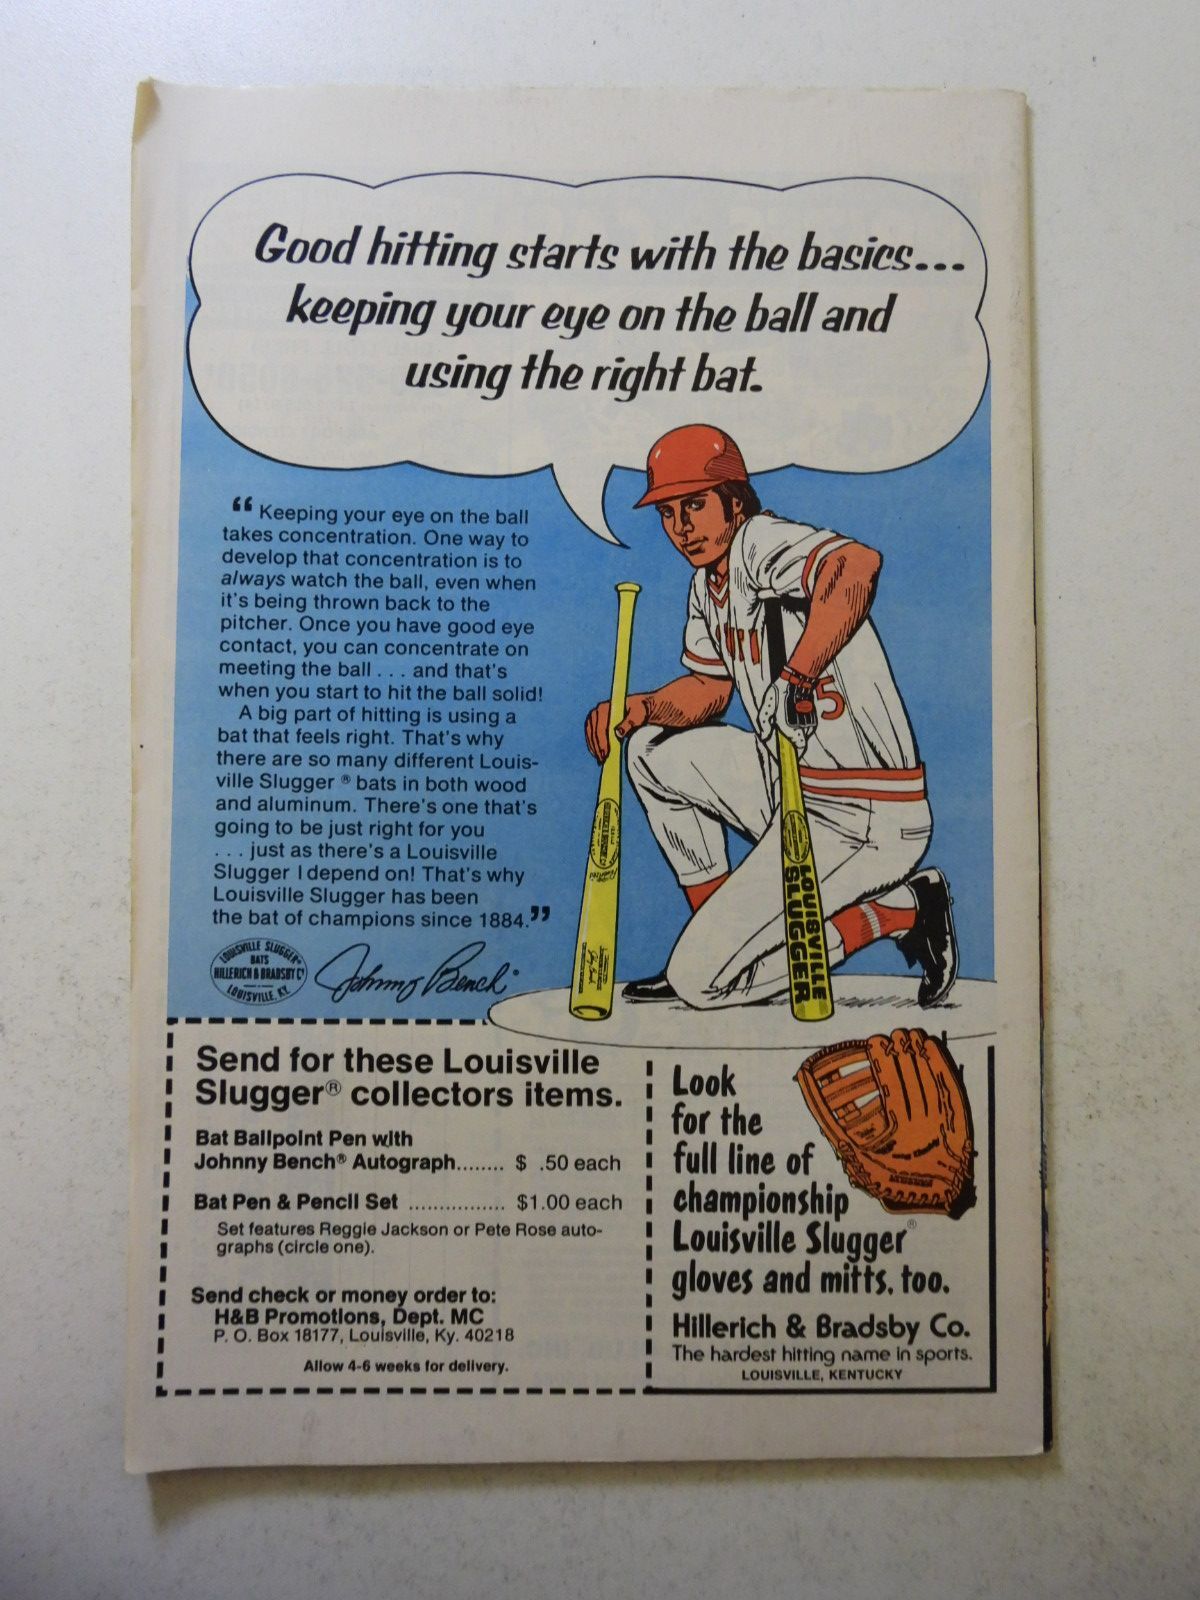 Good hitting starts with the basics...
keeping your eye on the ball and
using the right bat.
“Keeping your eye on the ball
takes concentration. One way to
develop that concentration is to
always watch the ball, even when
it's being thrown back to the
pitcher. Once you have good eye
contact, you can concentrate on
meeting the ball . . . and that's
when you start to hit the ball solid!
A big part of hitting is using a
bat that feels right. That's why
there are so many different Louis-
ville Slugger ® bats in both wood
and aluminum. There's one that's
going to be just right for you
. . . just as there's a Louisville
Slugger I depend on! That's why
Louisville Slugger has been
the bat of champions since 1884.”
LOUISVILLE SLUGGER®
BATS
HILLERICH & BRADSBY Co
LOUISVILLE, KY.
Johnny Bench®
5
LOUISVILLE
SLUGGER
Send for these Louisville
Slugger® collectors items.
Bat Ballpoint Pen with
Johnny Bench® Autograph........ $ .50 each
Bat Pen & Pencil Set ................ $1.00 each
Set features Reggie Jackson or Pete Rose auto-
graphs (circle one).
Send check or money order to:
H&B Promotions, Dept. MC
P. O. Box 18177, Louisville, Ky. 40218
Allow 4-6 weeks for delivery.
Look
for the
full line of
championship
Louisville Slugger®
gloves and mitts, too.
Hillerich & Bradsby Co.
The hardest hitting name in sports.
LOUISVILLE, KENTUCKY